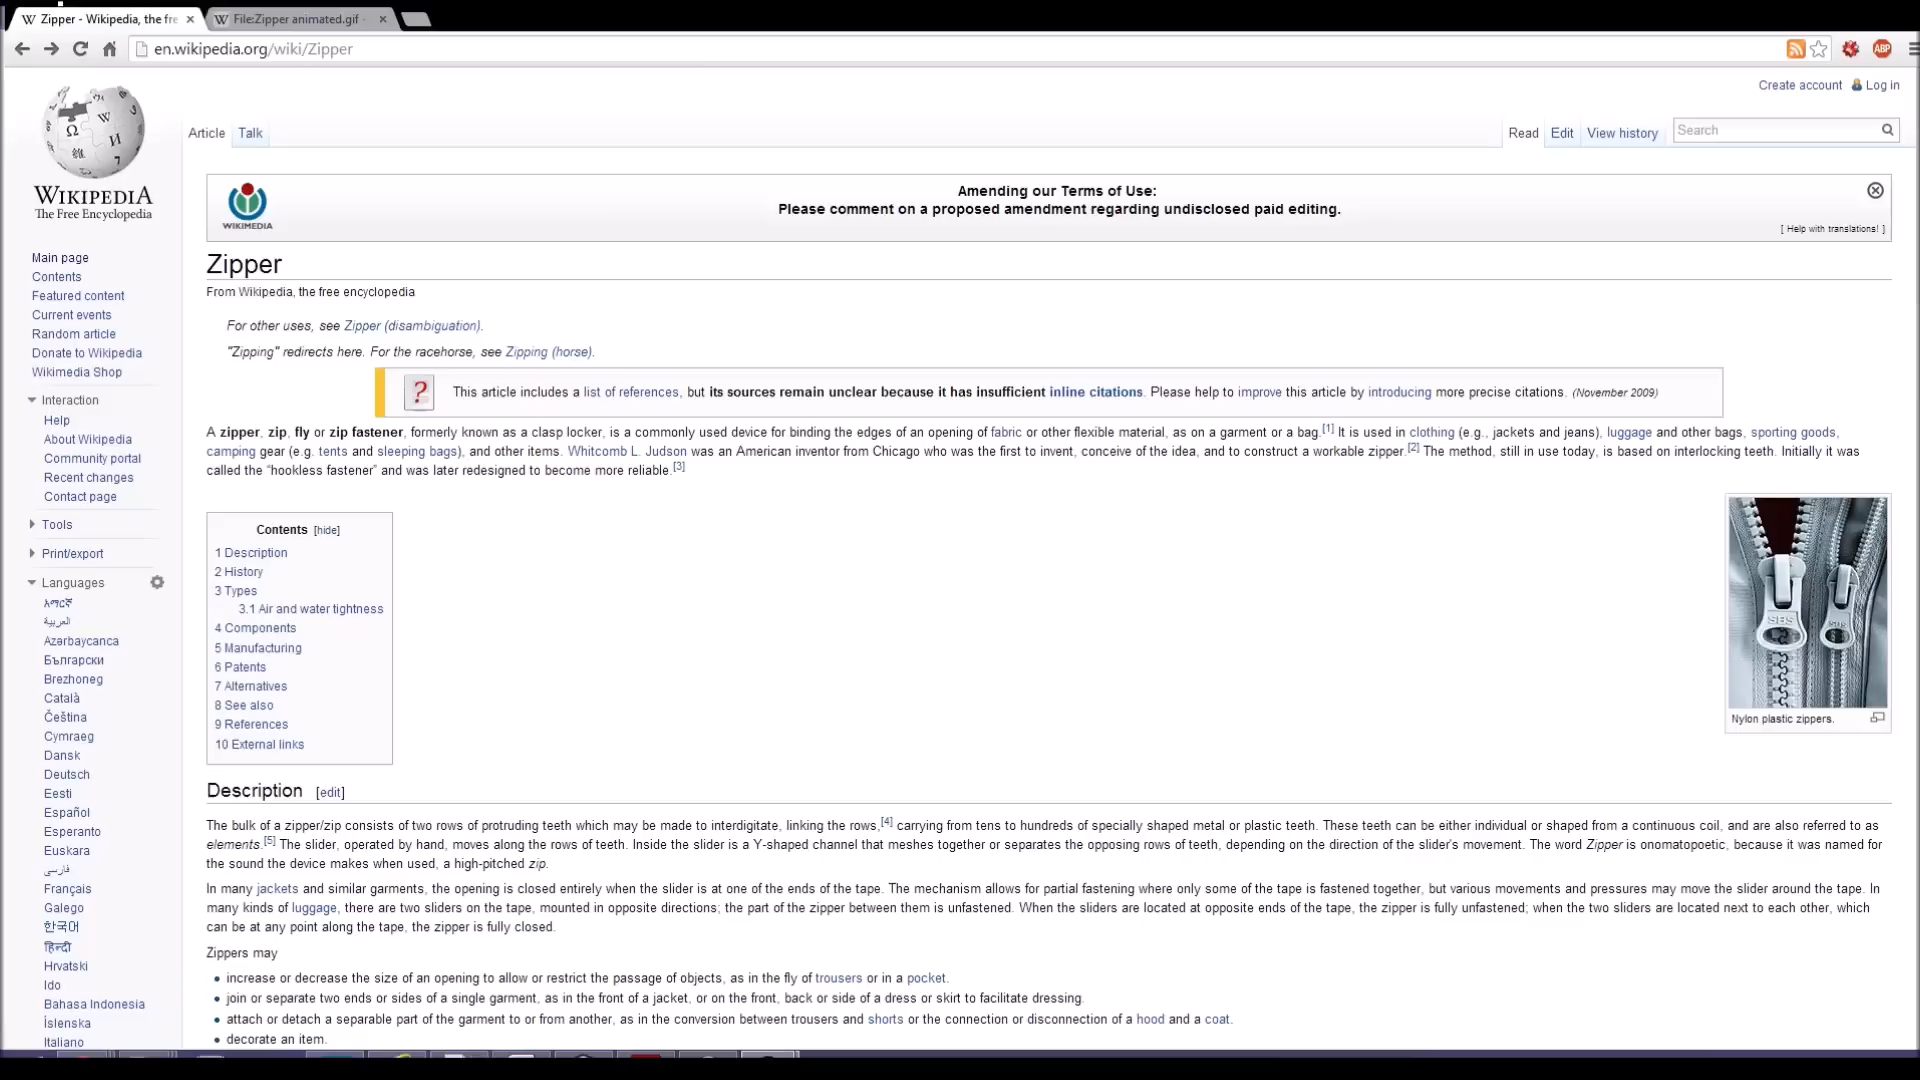 Zipper - Wikipedia, the fre
File:Zipper animated.gif
en.wikipedia.org/wiki/Zipper
ABP
Create account Log in
Article Talk
Read Edit View history Search
WIKIPEDIA
The Free Encyclopedia
Main page
Contents
Featured content
Current events
Random article
Donate to Wikipedia
Wikimedia Shop
Interaction
Help
About Wikipedia
Community portal
Recent changes
Contact page
Tools
Print/export
Languages
አማርኛ
العربية
Azərbaycanca
Български
Brezhoneg
Català
Čeština
Cymraeg
Dansk
Deutsch
Eesti
Español
Esperanto
Euskara
فارسی
Français
Galego
한국어
हिन्दी
Hrvatski
Ido
Bahasa Indonesia
Íslenska
Italiano
WIKIMEDIA
Amending our Terms of Use:
Please comment on a proposed amendment regarding undisclosed paid editing.
[ Help with translations! ]
Zipper
From Wikipedia, the free encyclopedia
For other uses, see Zipper (disambiguation).
"Zipping" redirects here. For the racehorse, see Zipping (horse).
This article includes a list of references, but its sources remain unclear because it has insufficient inline citations. Please help to improve this article by introducing more precise citations. (November 2009)
A zipper, zip, fly or zip fastener, formerly known as a clasp locker, is a commonly used device for binding the edges of an opening of fabric or other flexible material, as on a garment or a bag.[1] It is used in clothing (e.g., jackets and jeans), luggage and other bags, sporting goods,
camping gear (e.g. tents and sleeping bags), and other items. Whitcomb L. Judson was an American inventor from Chicago who was the first to invent, conceive of the idea, and to construct a workable zipper.[2] The method, still in use today, is based on interlocking teeth. Initially it was
called the “hookless fastener” and was later redesigned to become more reliable.[3]
Contents [hide]
1 Description
2 History
3 Types
3.1 Air and water tightness
4 Components
5 Manufacturing
6 Patents
7 Alternatives
8 See also
9 References
10 External links
SBS
SBS
Nylon plastic zippers.
Description [edit]
The bulk of a zipper/zip consists of two rows of protruding teeth which may be made to interdigitate, linking the rows,[4] carrying from tens to hundreds of specially shaped metal or plastic teeth. These teeth can be either individual or shaped from a continuous coil, and are also referred to as
elements.[5] The slider, operated by hand, moves along the rows of teeth. Inside the slider is a Y-shaped channel that meshes together or separates the opposing rows of teeth, depending on the direction of the slider's movement. The word Zipper is onomatopoetic, because it was named for
the sound the device makes when used, a high-pitched zip.
In many jackets and similar garments, the opening is closed entirely when the slider is at one of the ends of the tape. The mechanism allows for partial fastening where only some of the tape is fastened together, but various movements and pressures may move the slider around the tape. In
many kinds of luggage, there are two sliders on the tape, mounted in opposite directions; the part of the zipper between them is unfastened. When the sliders are located at opposite ends of the tape, the zipper is fully unfastened; when the two sliders are located next to each other, which
can be at any point along the tape, the zipper is fully closed.
Zippers may
• increase or decrease the size of an opening to allow or restrict the passage of objects, as in the fly of trousers or in a pocket.
• join or separate two ends or sides of a single garment, as in the front of a jacket, or on the front, back or side of a dress or skirt to facilitate dressing.
• attach or detach a separable part of the garment to or from another, as in the conversion between trousers and shorts or the connection or disconnection of a hood and a coat.
• decorate an item.